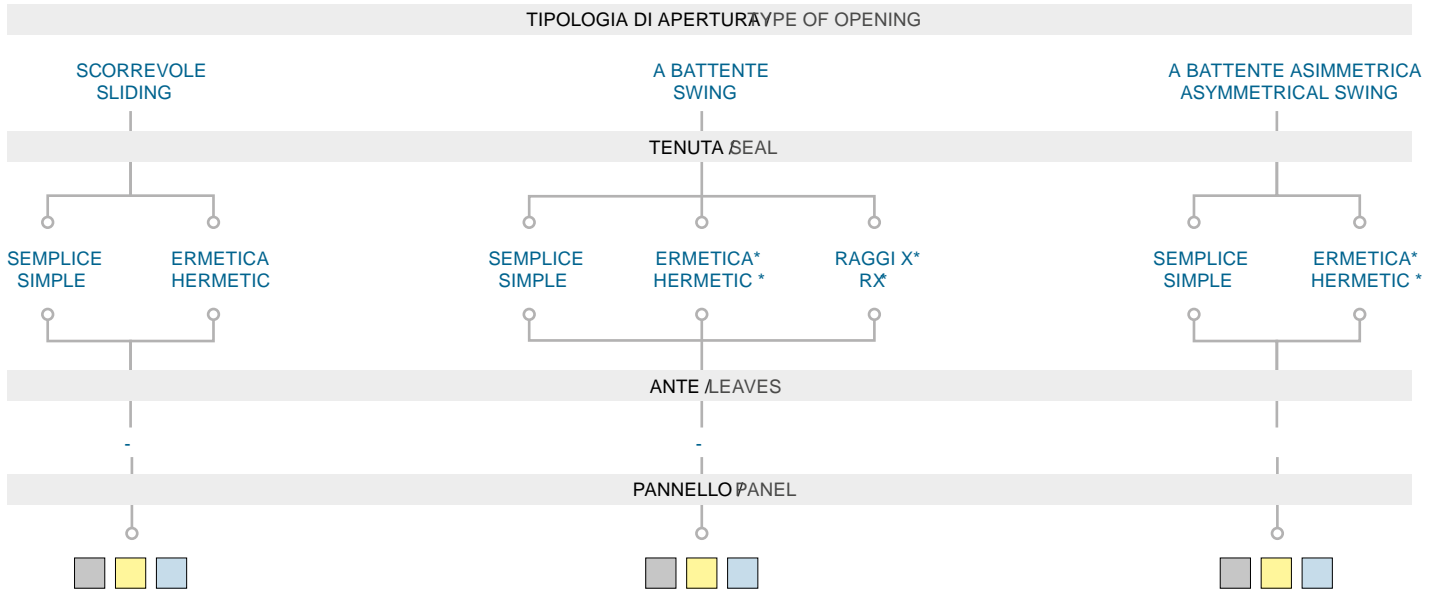 TIPOLOGIA DI APERTURA / TYPE OF OPENING
SCORREVOLE
SLIDING
A BATTENTE
SWING
A BATTENTE ASIMMETRICA
ASYMMETRICAL SWING
TENUTA / SEAL
SEMPLICE
SIMPLE
ERMETICA
HERMETIC
SEMPLICE
SIMPLE
ERMETICA*
HERMETIC *
RAGGI X*
RX*
SEMPLICE
SIMPLE
ERMETICA*
HERMETIC *
ANTE / LEAVES
-
-
PANNELLO / PANEL